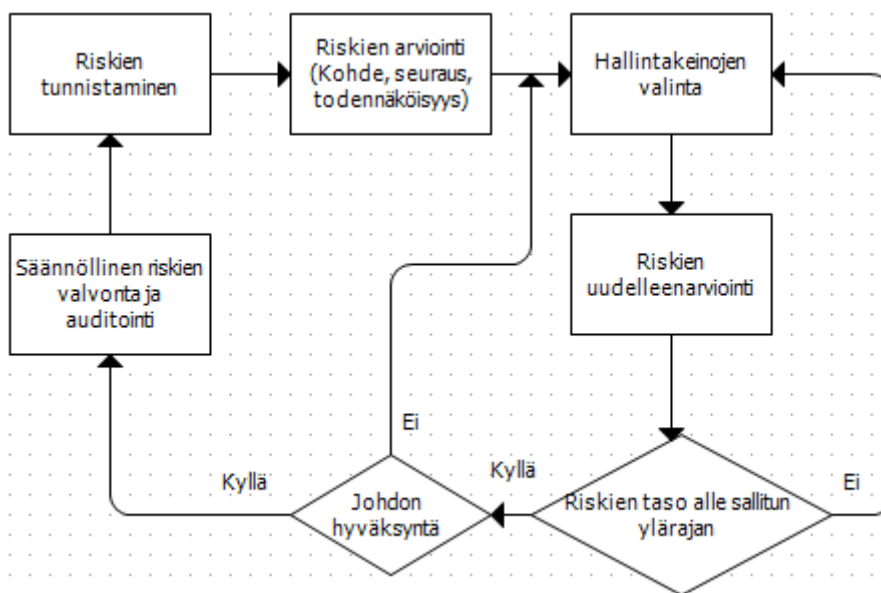 Riskien
tunnistaminen
Riskien arviointi
(Kohde, seuraus,
todennäköisyys)
Hallintakeinojen
valinta
Säännöllinen riskien
valvonta ja
auditointi
Riskien
uudelleenarviointi
Ei
Kyllä
Johdon
hyväksyntä
Kyllä
Riskien taso alle sallitun
ylärajan
Ei